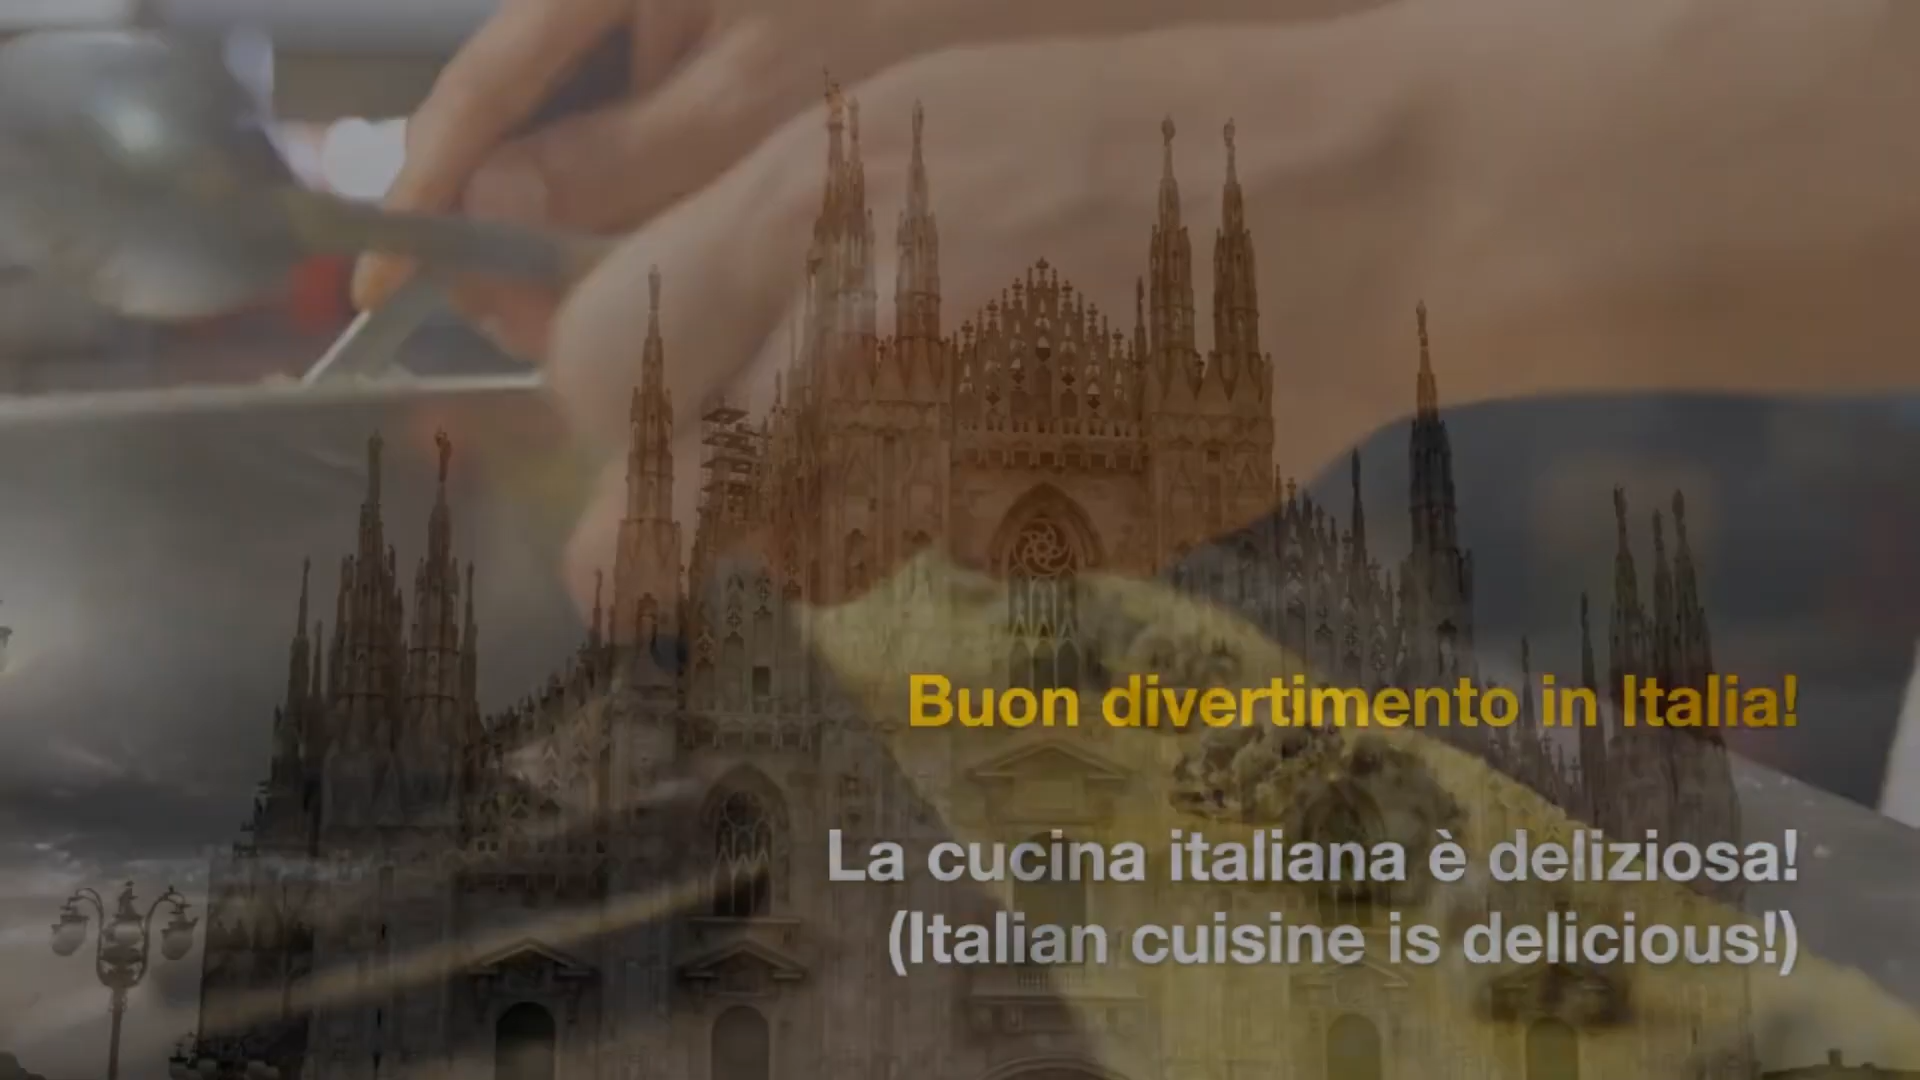 Buon divertimento in Italia!
La cucina italiana è deliziosa!
(Italian cuisine is delicious!)